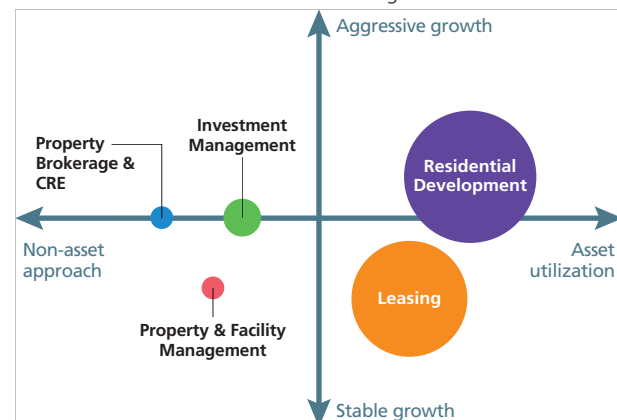 Aggressive growth
Property
Brokerage &
CRE
Investment
Management
Residential
Development
Non-asset
approach
Asset
utilization
Leasing
Property & Facility
Management
Stable growth